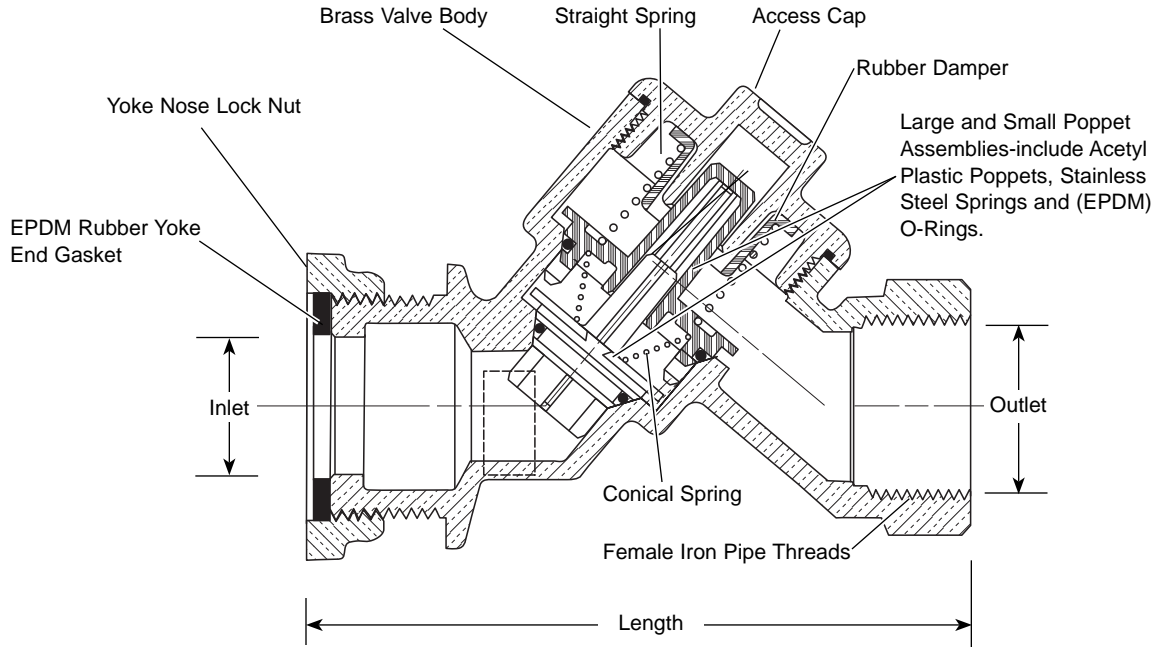 Brass Valve Body
Straight Spring
Access Cap
Rubber Damper
Yoke Nose Lock Nut
Large and Small Poppet
Assemblies-include Acetyl
Plastic Poppets, Stainless
Steel Springs and (EPDM)
O-Rings.
EPDM Rubber Yoke
End Gasket
Inlet
Outlet
Conical Spring
Female Iron Pipe Threads
Length